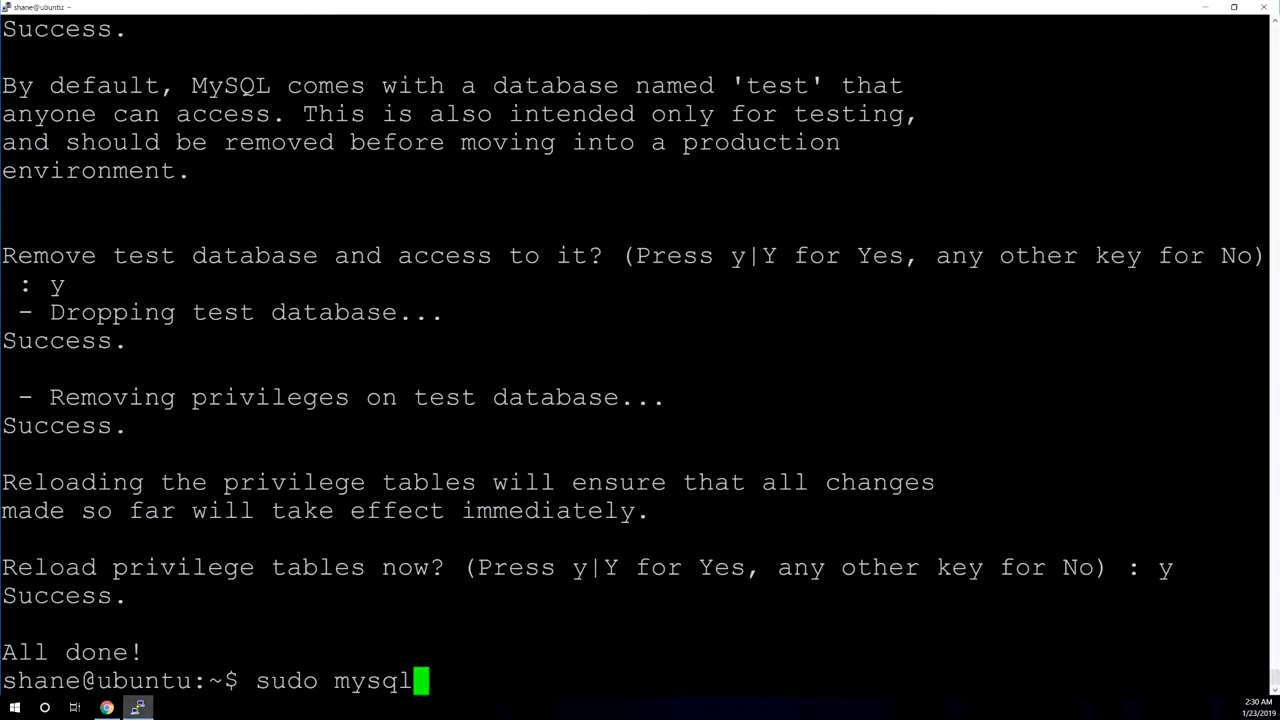 shane@ubuntu: ~
Success.
By default, MySQL comes with a database named 'test' that
anyone can access. This is also intended only for testing,
and should be removed before moving into a production
environment.
Remove test database and access to it? (Press y|Y for Yes, any other key for No)
 : y
 - Dropping test database...
Success.
 - Removing privileges on test database...
Success.
Reloading the privilege tables will ensure that all changes
made so far will take effect immediately.
Reload privilege tables now? (Press y|Y for Yes, any other key for No) : y
Success.
All done!
shane@ubuntu:~$ sudo mysql
2:30 AM
1/23/2019